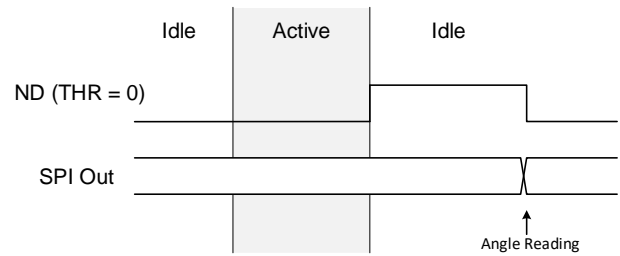 Idle Active Idle
ND (THR = 0)
SPI Out
Angle Reading